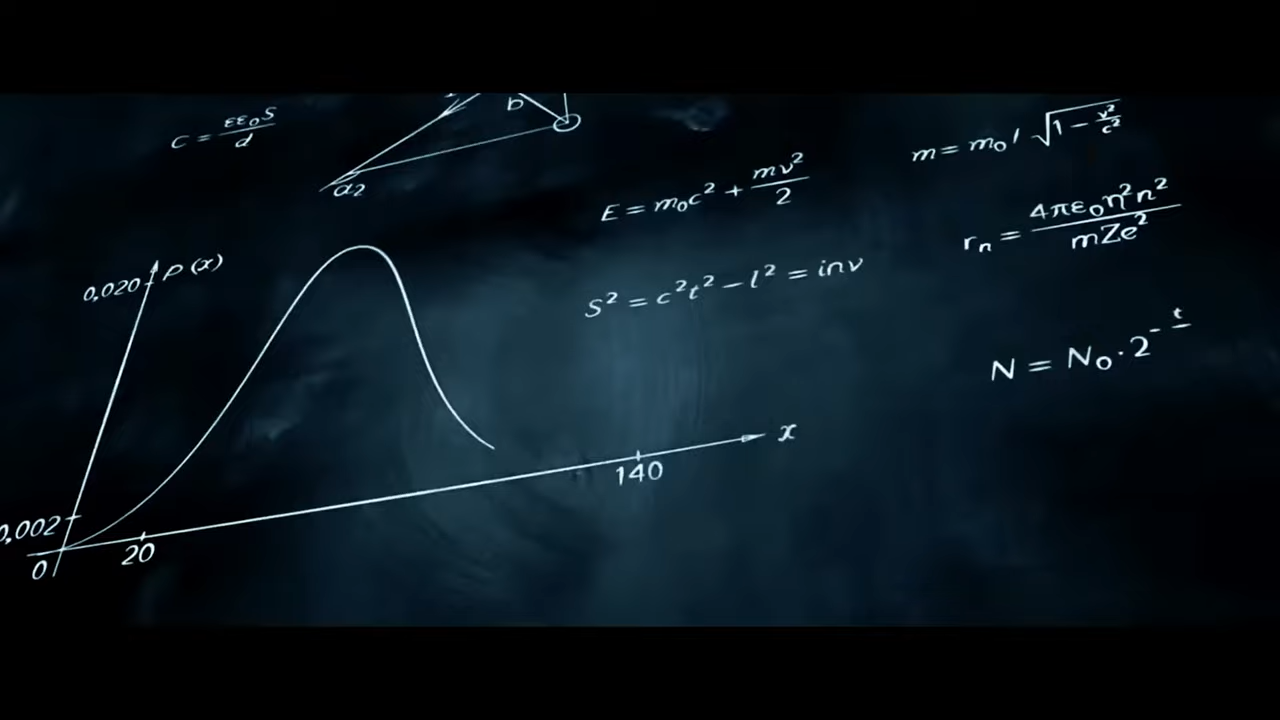 C = εε₀S/d
b
a₂
E = m₀c² + mv²/2
m = m₀ / √(1 − v²/c²)
rₙ = 4πε₀η²n²/mZe²
S² = c²t² − l² = inv
N = N₀ · 2^(− t/
0,020
P (x)
x
140
0,002
20
0